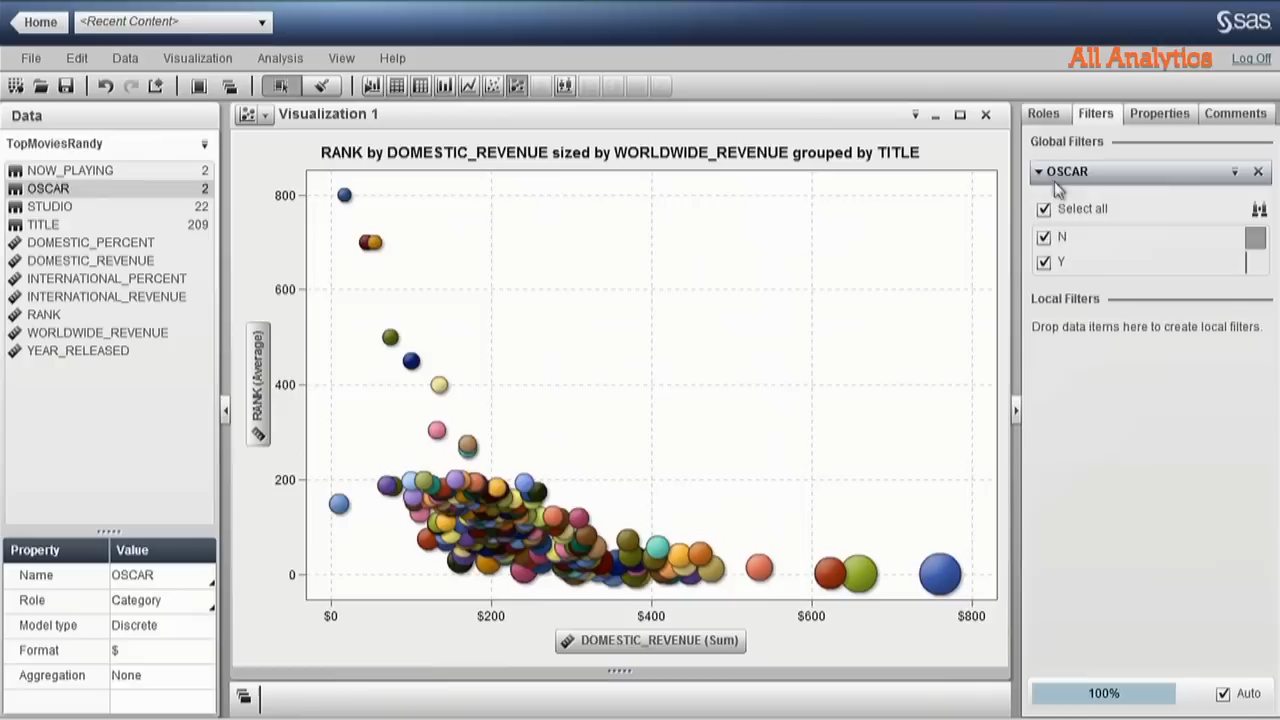 Home
<Recent Content>
sas
File Edit Data Visualization Analysis View Help
All Analytics
Log Off
Data
TopMoviesRandy
NOW_PLAYING 2
OSCAR 2
STUDIO 22
TITLE 209
DOMESTIC_PERCENT
DOMESTIC_REVENUE
INTERNATIONAL_PERCENT
INTERNATIONAL_REVENUE
RANK
WORLDWIDE_REVENUE
YEAR_RELEASED
Property Value
Name OSCAR
Role Category
Model type Discrete
Format $
Aggregation None
Visualization 1
RANK by DOMESTIC_REVENUE sized by WORLDWIDE_REVENUE grouped by TITLE
800
600
400
200
0
RANK (Average)
$0 $200 $400 $600 $800
DOMESTIC_REVENUE (Sum)
Roles Filters Properties Comments
Global Filters
OSCAR
Select all
N
Y
Local Filters
Drop data items here to create local filters.
100% Auto